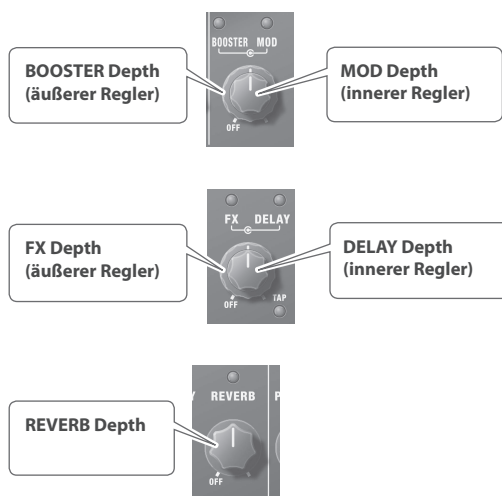 BOOSTER MOD
BOOSTER Depth
(äußerer Regler)
MOD Depth
(innerer Regler)
OFF
FX DELAY
FX Depth
(äußerer Regler)
DELAY Depth
(innerer Regler)
OFF
TAP
REVERB
REVERB Depth
OFF